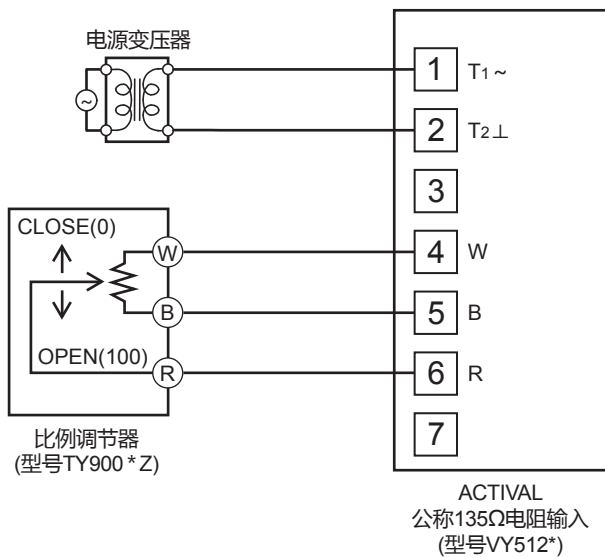 电源变压器
~
1 T1~
2 T2⊥
3
CLOSE(0)
W
4 W
B
5 B
OPEN(100)
R
6 R
7
比例调节器
(型号TY900*Z)
ACTIVAL
公称135Ω电阻输入
(型号VY512*)